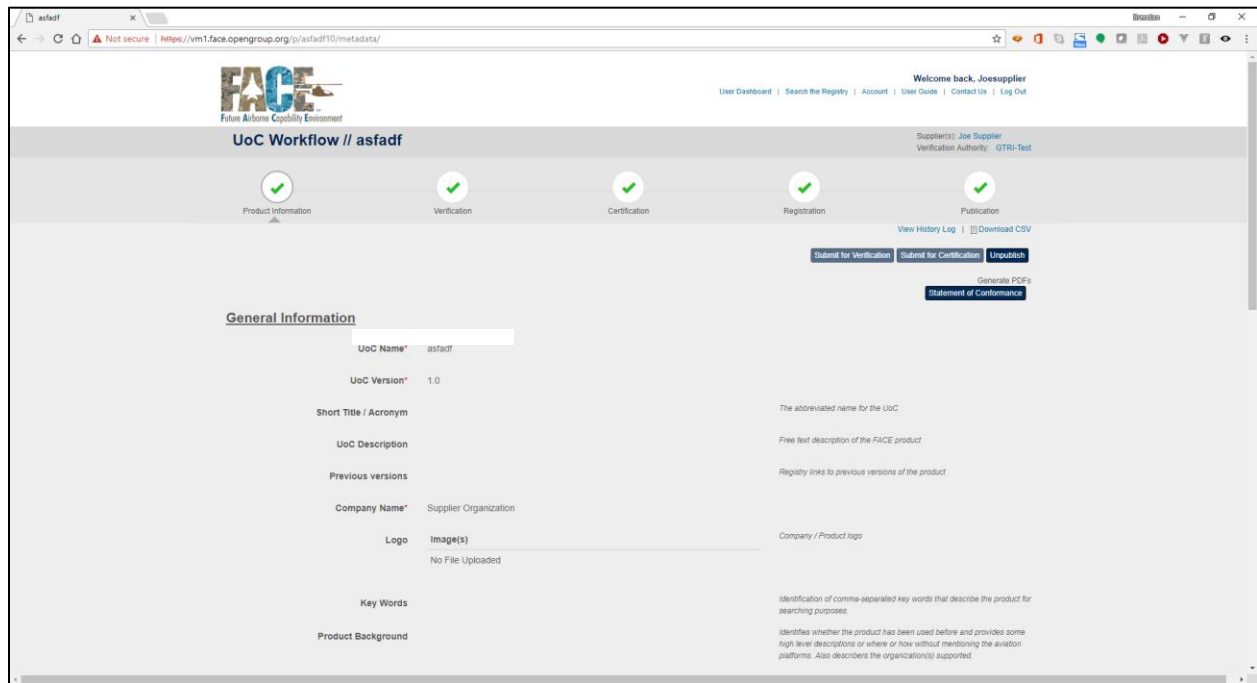 asfadf
Brandon
Not secure | https://vm1.face.opengroup.org/p/asfadf10/metadata/
New
FACE
Future Airborne Capability Environment
Welcome back, Joesupplier
User Dashboard | Search the Registry | Account | User Guide | Contact Us | Log Out
UoC Workflow // asfadf
Supplier(s): Joe Supplier
Verification Authority: GTRI-Test
Product Information
Verification
Certification
Registration
Publication
View History Log | Download CSV
Submit for Verification Submit for Certification Unpublish
Generate PDFs
Statement of Conformance
General Information
UoC Name* asfadf
UoC Version* 1.0
Short Title / Acronym
The abbreviated name for the UoC
UoC Description
Free text description of the FACE product
Previous versions
Registry links to previous versions of the product
Company Name* Supplier Organization
Logo Image(s)
Company / Product logo
No File Uploaded
Key Words
Identification of comma-separated key words that describe the product for
searching purposes.
Product Background
Identifies whether the product has been used before and provides some
high level descriptions or where or how without mentioning the aviation
platforms. Also describers the organization(s) supported.